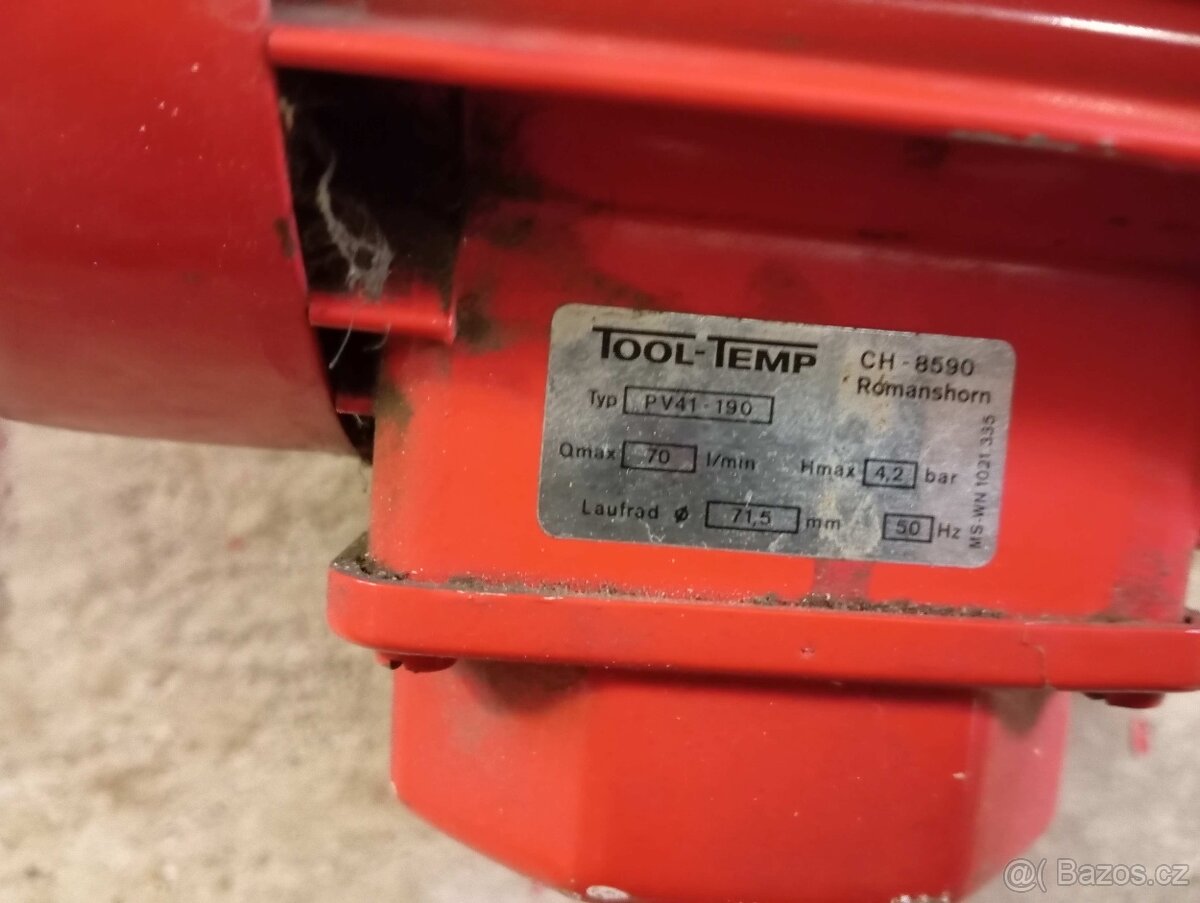 TOOL-TEMP CH-8590
Romanshorn
Typ PV41-190
Qmax 70 l/min Hmax 4,2 bar
Laufrad ø 71,5 mm 50 Hz
MS-WN 1021 335
@( Bazos.cz